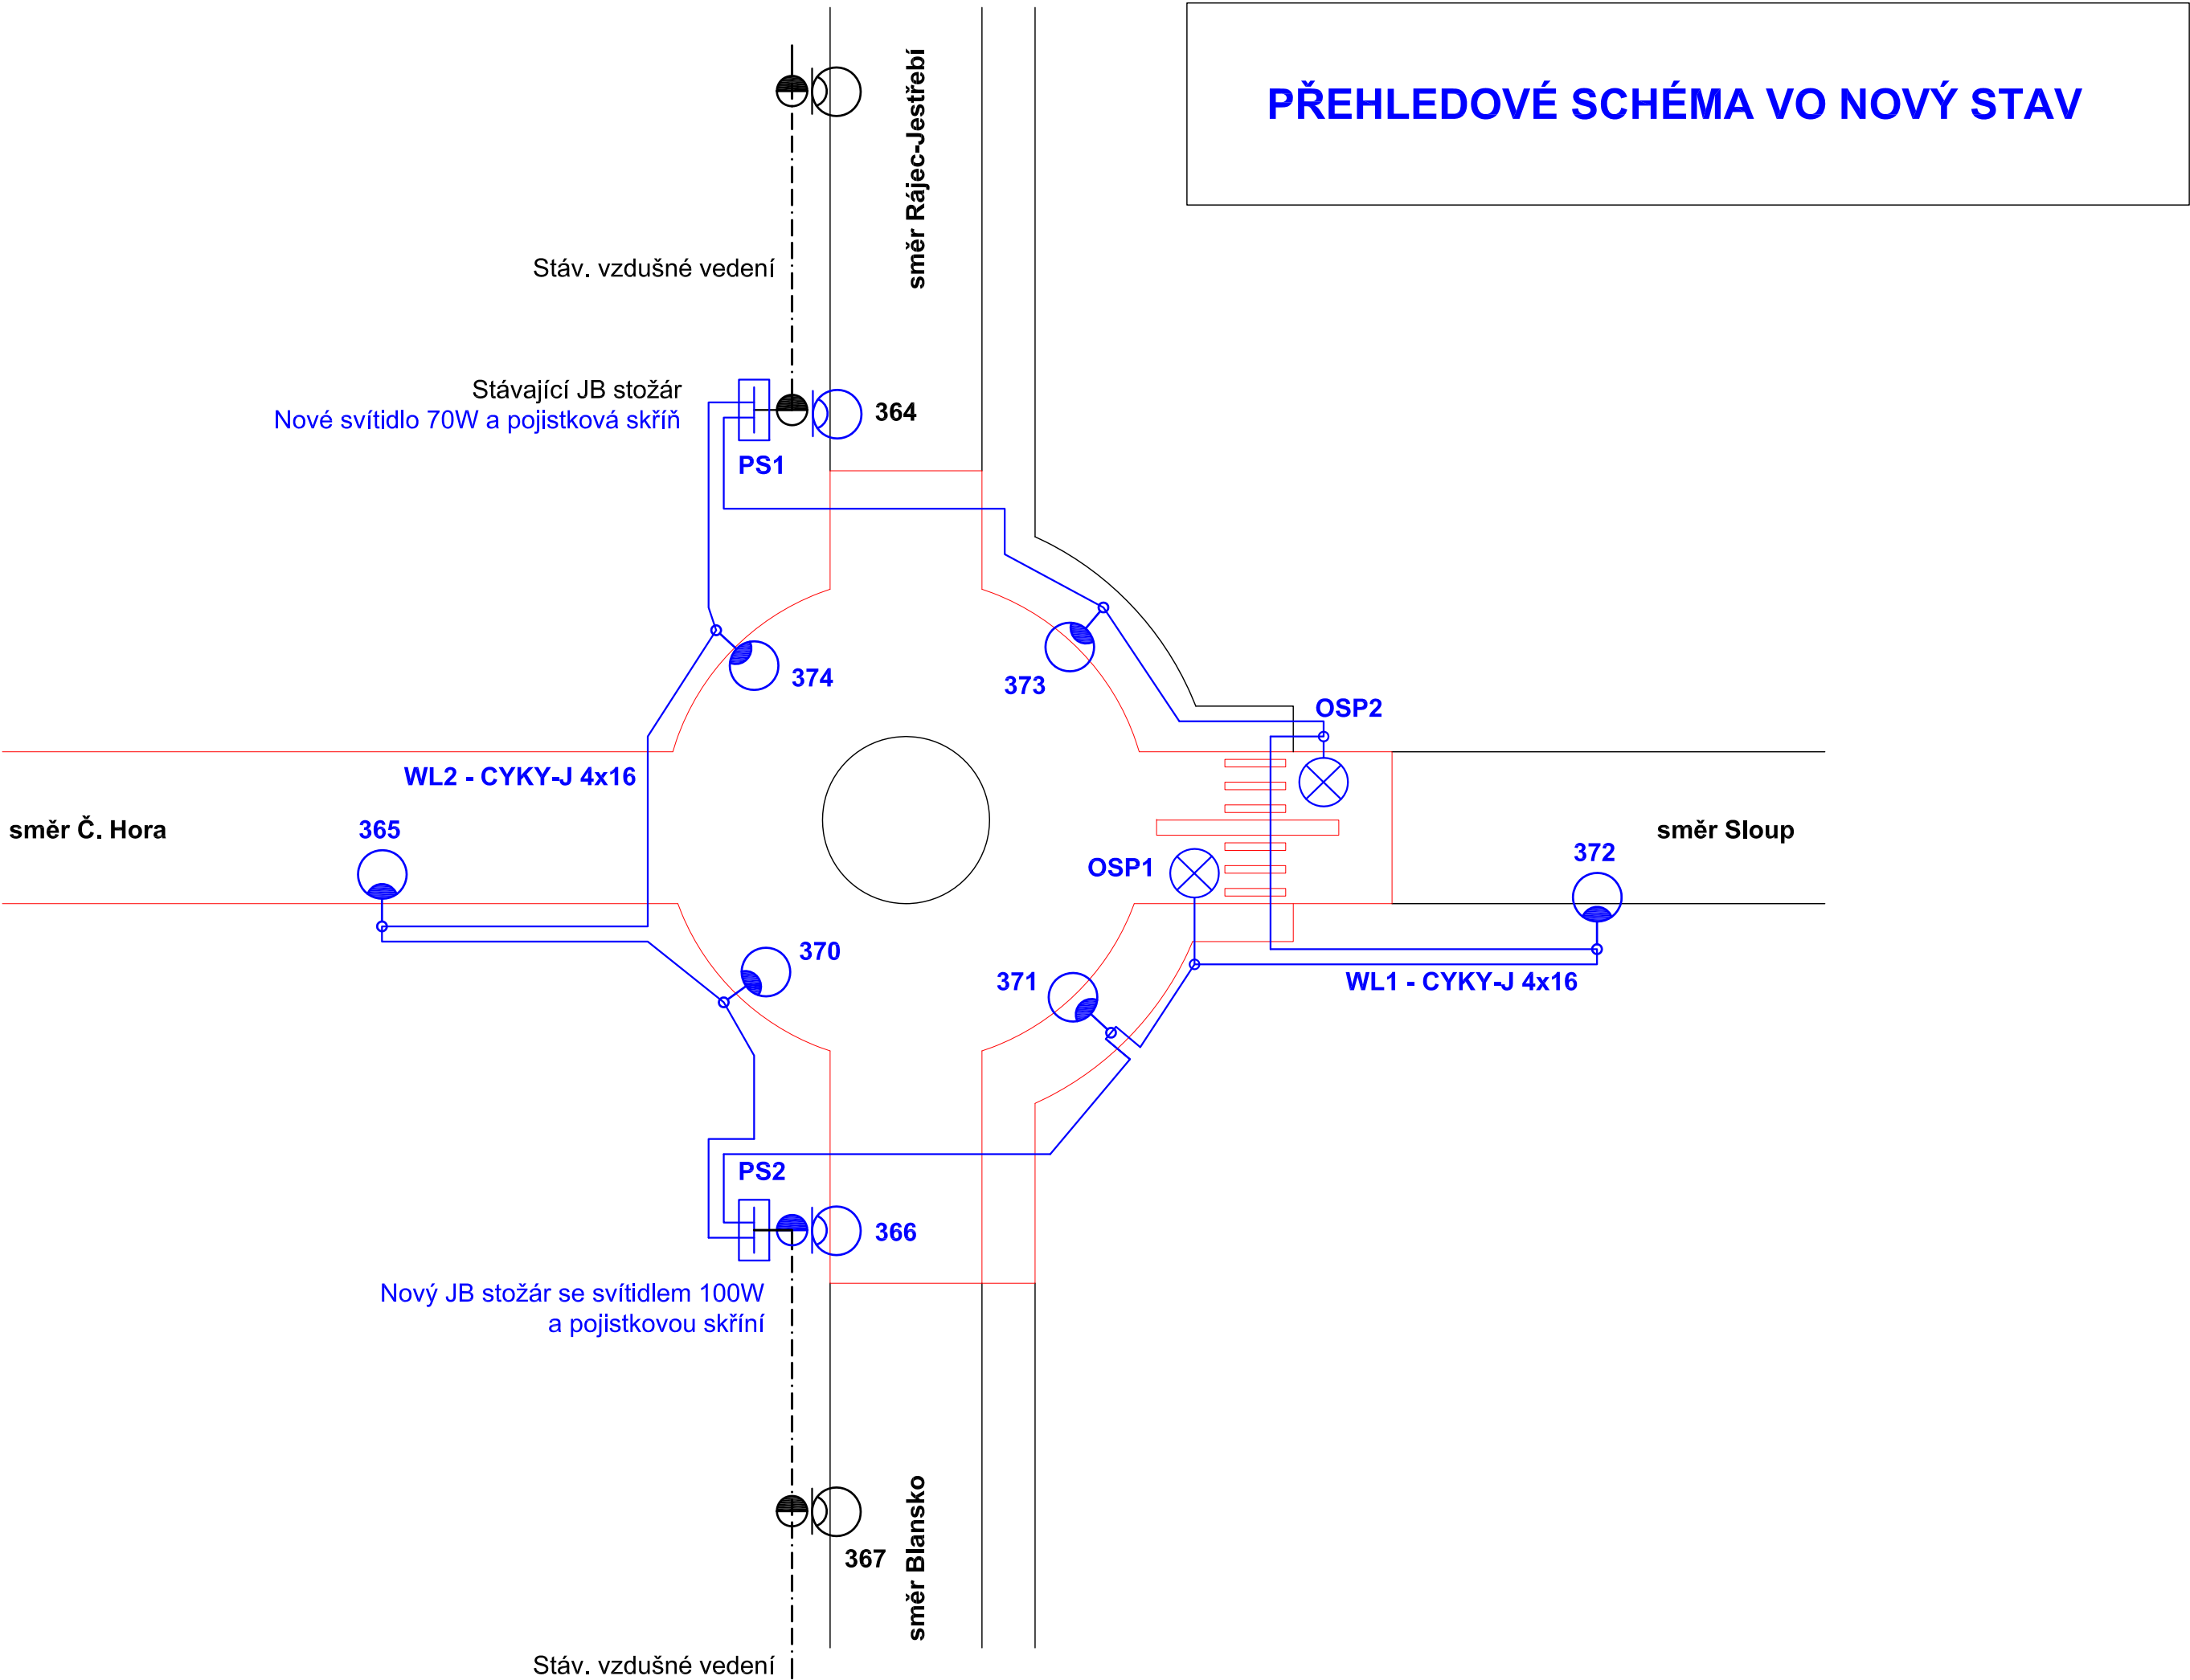 PŘEHLEDOVÉ SCHÉMA VO NOVÝ STAV
směr Rájec-Jestřebí
Stáv. vzdušné vedení
Stávající JB stožár
Nové svítidlo 70W a pojistková skříň
364
PS1
374
373
OSP2
WL2 - CYKY-J 4x16
směr Č. Hora
365
směr Sloup
372
OSP1
370
371
WL1 - CYKY-J 4x16
PS2
366
Nový JB stožár se svítidlem 100W
a pojistkovou skříní
367
směr Blansko
Stáv. vzdušné vedení